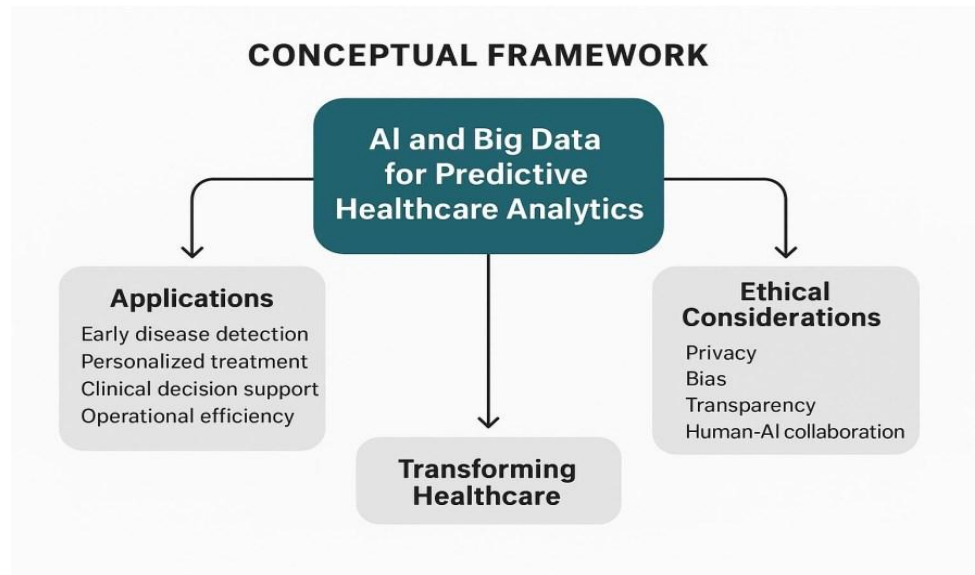 CONCEPTUAL FRAMEWORK
AI and Big Data
for Predictive
Healthcare Analytics
Applications
Early disease detection
Personalized treatment
Clinical decision support
Operational efficiency
Ethical
Considerations
Privacy
Bias
Transparency
Human-AI collaboration
Transforming
Healthcare